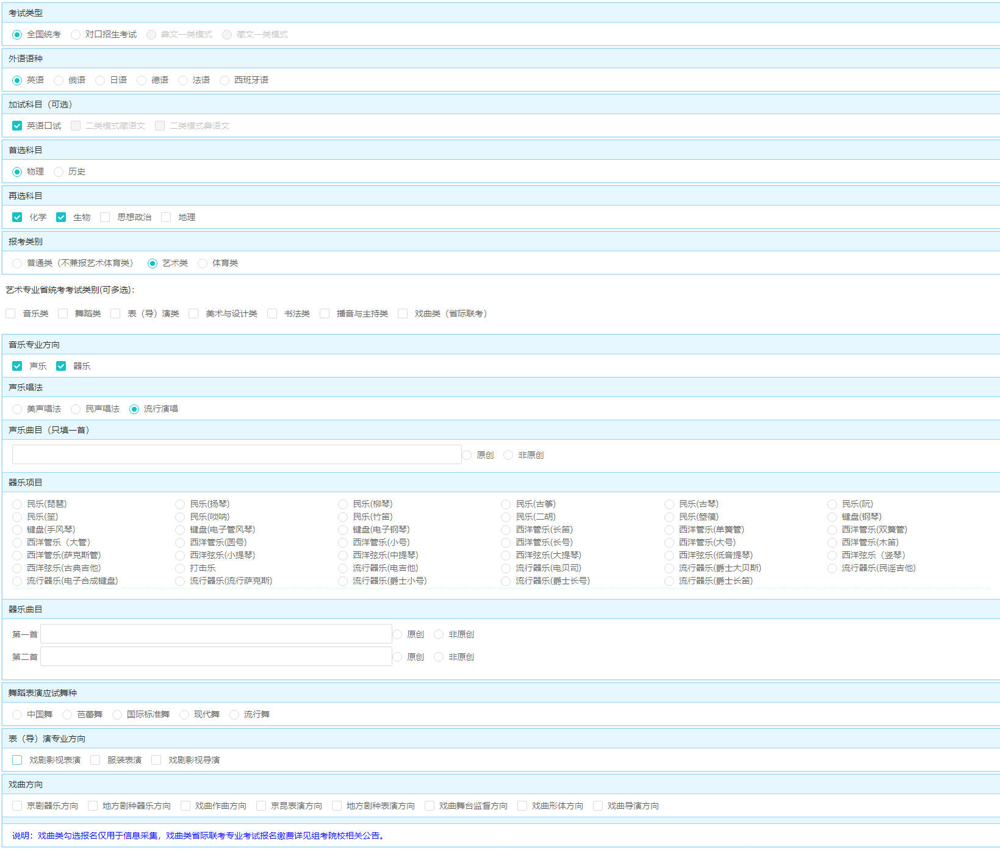 考试类型
全国统考 对口招生考试 彝文一类模式 藏文一类模式
外语语种
英语 俄语 日语 德语 法语 西班牙语
加试科目（可选）
英语口试 二类模式藏语文 二类模式彝语文
首选科目
物理 历史
再选科目
化学 生物 思想政治 地理
报考类别
普通类（不兼报艺术体育类） 艺术类 体育类
艺术专业省统考考试类别(可多选)：
音乐类 舞蹈类 表（导）演类 美术与设计类 书法类 播音与主持类 戏曲类（省际联考）
音乐专业方向
声乐 器乐
声乐唱法
美声唱法 民声唱法 流行演唱
声乐曲目（只填一首）
原创 非原创
器乐项目
民乐(琵琶) 民乐(扬琴) 民乐(柳琴) 民乐(古筝) 民乐(古琴) 民乐(阮)
民乐(笙) 民乐(唢呐) 民乐(竹笛) 民乐(二胡) 民乐(箜篌) 键盘(钢琴)
键盘(手风琴) 键盘(电子管风琴) 键盘(电子钢琴) 西洋管乐(长笛) 西洋管乐(单簧管) 西洋管乐(双簧管)
西洋管乐（大管） 西洋管乐(圆号) 西洋管乐(小号) 西洋管乐(长号) 西洋管乐(大号) 西洋管乐(木笛)
西洋管乐(萨克斯管) 西洋弦乐(小提琴) 西洋弦乐(中提琴) 西洋弦乐(大提琴) 西洋弦乐(低音提琴) 西洋弦乐（竖琴）
西洋弦乐(古典吉他) 打击乐 流行器乐(电吉他) 流行器乐(电贝司) 流行器乐(爵士大贝斯) 流行器乐(民谣吉他)
流行器乐(电子合成键盘) 流行器乐(流行萨克斯) 流行器乐(爵士小号) 流行器乐(爵士长号) 流行器乐(爵士长笛)
器乐曲目
第一首 原创 非原创
第二首 原创 非原创
舞蹈表演应试舞种
中国舞 芭蕾舞 国际标准舞 现代舞 流行舞
表（导）演专业方向
戏剧影视表演 服装表演 戏剧影视导演
戏曲方向
京剧器乐方向 地方剧种器乐方向 戏曲作曲方向 京昆表演方向 地方剧种表演方向 戏曲舞台监督方向 戏曲形体方向 戏曲导演方向
说明：戏曲类勾选报名仅用于信息采集，戏曲类省际联考专业考试报名缴费详见组考院校相关公告。